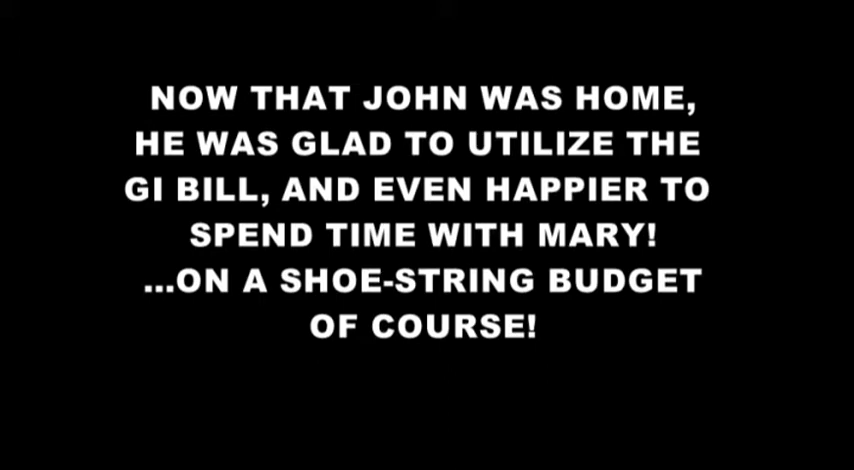 NOW THAT JOHN WAS HOME,
HE WAS GLAD TO UTILIZE THE
GI BILL, AND EVEN HAPPIER TO
SPEND TIME WITH MARY!
...ON A SHOE-STRING BUDGET
OF COURSE!